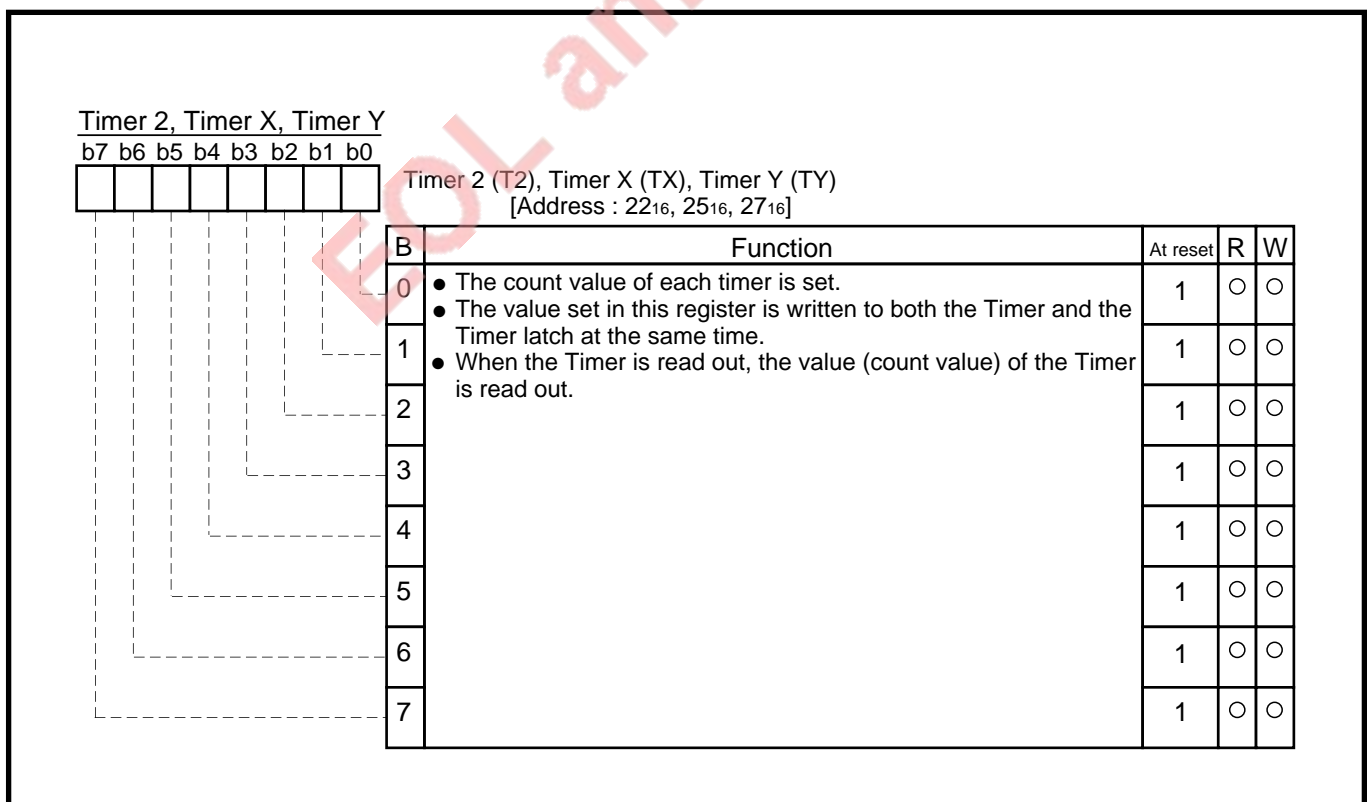 EOL an
Timer 2, Timer X, Timer Y
b7 b6 b5 b4 b3 b2 b1 b0
Timer 2 (T2), Timer X (TX), Timer Y (TY)
[Address : 22₁₆, 25₁₆, 27₁₆]
B Function At reset R W
0 ● The count value of each timer is set. 1 ○ ○
● The value set in this register is written to both the Timer and the
Timer latch at the same time.
1 1 ○ ○
● When the Timer is read out, the value (count value) of the Timer
is read out.
2 1 ○ ○
3 1 ○ ○
4 1 ○ ○
5 1 ○ ○
6 1 ○ ○
7 1 ○ ○